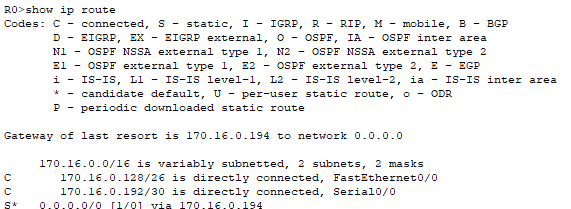 R0>show ip route
Codes: C - connected, S - static, I - IGRP, R - RIP, M - mobile, B - BGP
       D - EIGRP, EX - EIGRP external, O - OSPF, IA - OSPF inter area
       N1 - OSPF NSSA external type 1, N2 - OSPF NSSA external type 2
       E1 - OSPF external type 1, E2 - OSPF external type 2, E - EGP
       i - IS-IS, L1 - IS-IS level-1, L2 - IS-IS level-2, ia - IS-IS inter area
       * - candidate default, U - per-user static route, o - ODR
       P - periodic downloaded static route
Gateway of last resort is 170.16.0.194 to network 0.0.0.0
     170.16.0.0/16 is variably subnetted, 2 subnets, 2 masks
C       170.16.0.128/26 is directly connected, FastEthernet0/0
C       170.16.0.192/30 is directly connected, Serial0/0
S*   0.0.0.0/0 [1/0] via 170.16.0.194